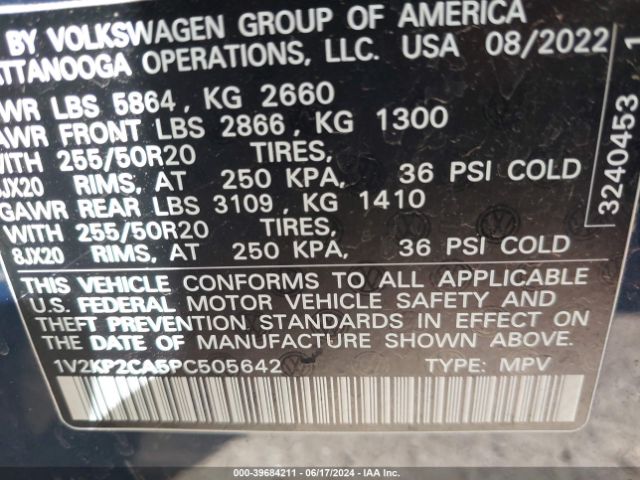 BY VOLKSWAGEN GROUP OF AMERICA
ATTANOOGA OPERATIONS, LLC. USA 08/2022
WR LBS 5864, KG 2660
AWR FRONT LBS 2866, KG 1300
WITH 255/50R20 TIRES,
8JX20 RIMS, AT 250 KPA, 36 PSI COLD
GAWR REAR LBS 3109, KG 1410
WITH 255/50R20 TIRES,
8JX20 RIMS, AT 250 KPA, 36 PSI COLD
THIS VEHICLE CONFORMS TO ALL APPLICABLE
U.S. FEDERAL MOTOR VEHICLE SAFETY AND
THEFT PREVENTION STANDARDS IN EFFECT ON
THE DATE OF MANUFACTURE SHOWN ABOVE.
1V2KP2CA5PC505642 TYPE: MPV
3240453 1
000-39684211 - 06/17/2024 - IAA, Inc.